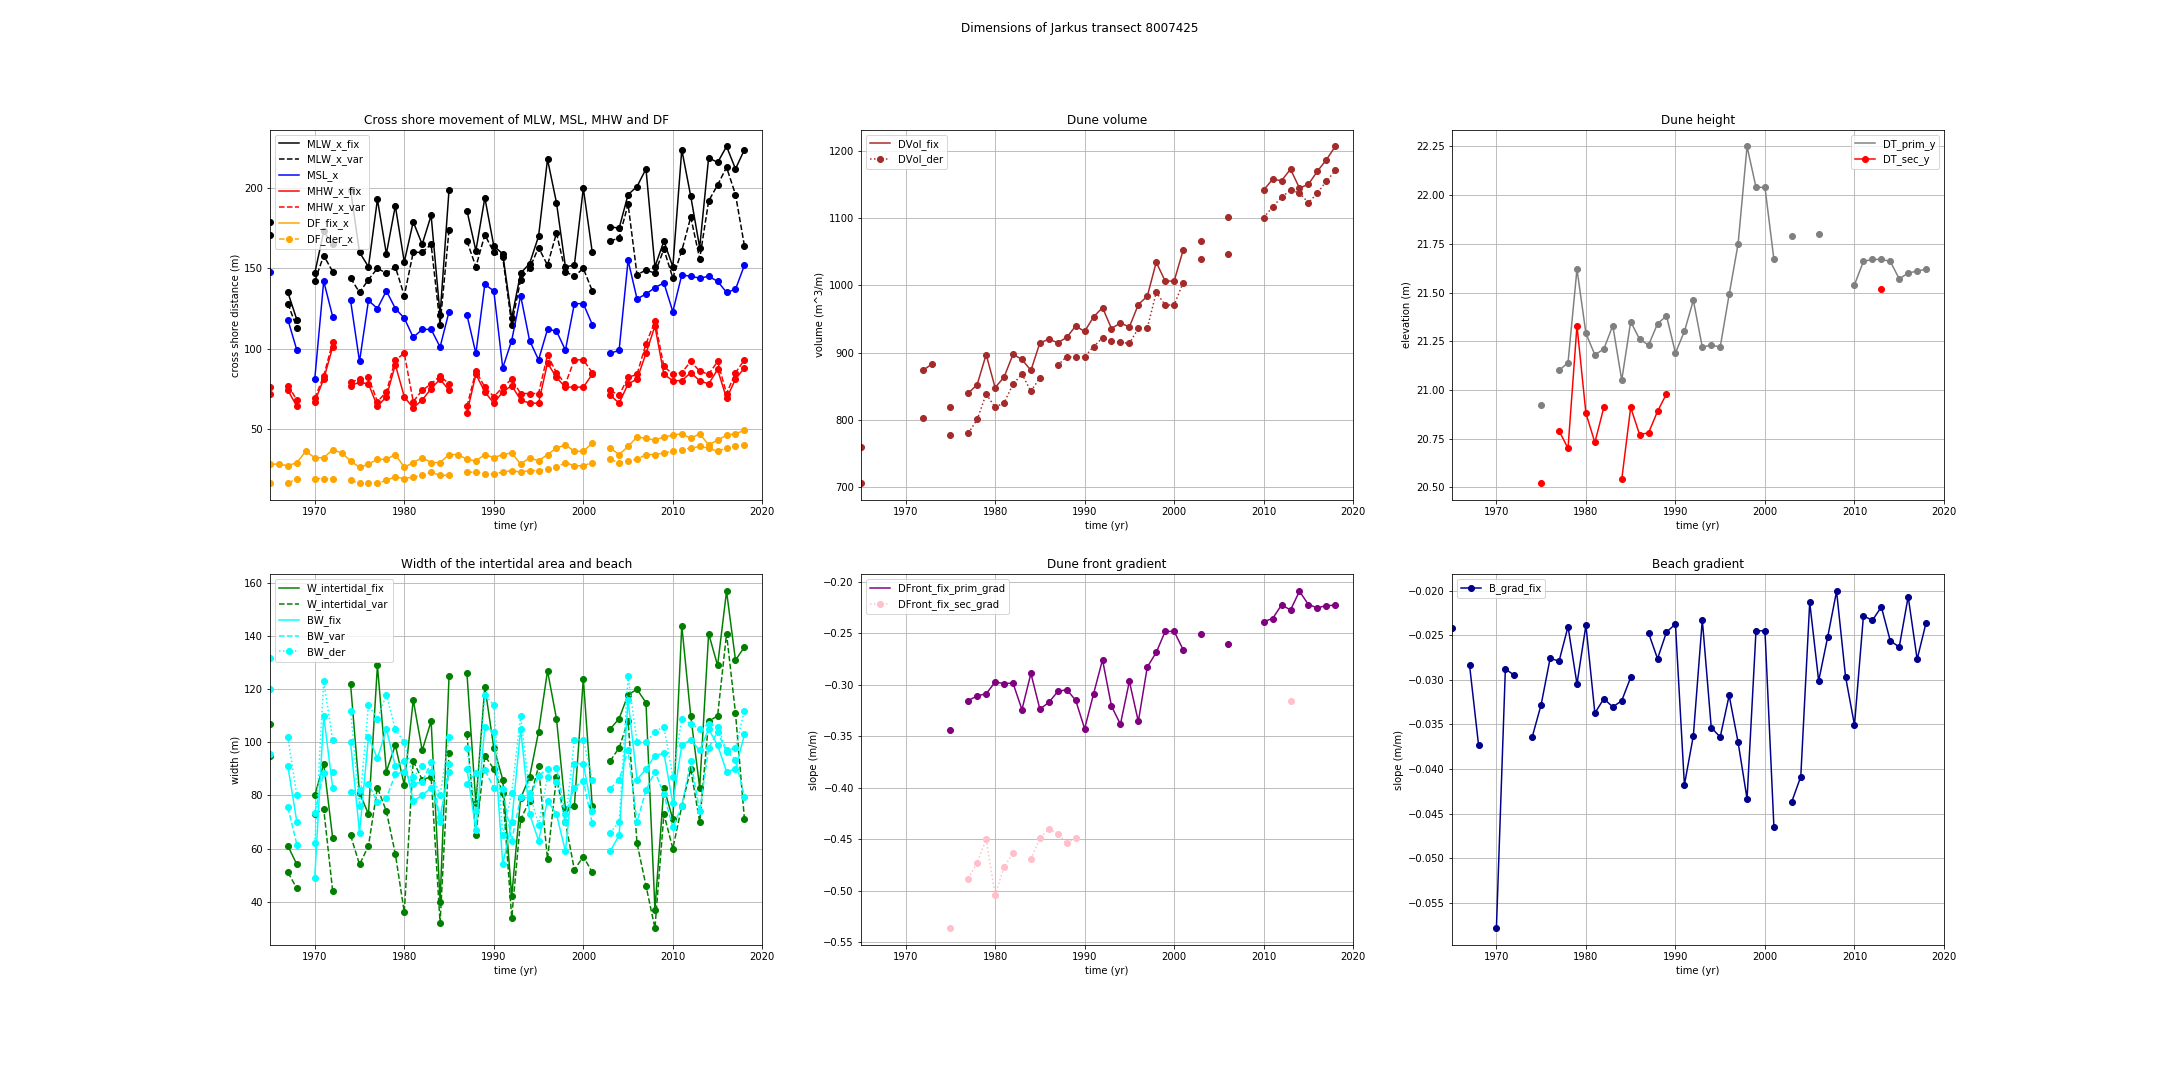 Dimensions of Jarkus transect 8007425
Cross shore movement of MLW, MSL, MHW and DF
MLW_x_fix
MLW_x_var
MSL_x
MHW_x_fix
MHW_x_var
DF_fix_x
DF_der_x
200
150
100
50
cross shore distance (m)
1970 1980 1990 2000 2010 2020
time (yr)
Dune volume
DVol_fix
DVol_der
1200
1100
1000
900
800
700
volume (m^3/m)
1970 1980 1990 2000 2010 2020
time (yr)
Dune height
DT_prim_y
DT_sec_y
22.25
22.00
21.75
21.50
21.25
21.00
20.75
20.50
elevation (m)
1970 1980 1990 2000 2010 2020
time (yr)
Width of the intertidal area and beach
W_intertidal_fix
W_intertidal_var
BW_fix
BW_var
BW_der
160
140
120
100
80
60
40
width (m)
1970 1980 1990 2000 2010 2020
time (yr)
Dune front gradient
DFront_fix_prim_grad
DFront_fix_sec_grad
−0.20
−0.25
−0.30
−0.35
−0.40
−0.45
−0.50
−0.55
slope (m/m)
1970 1980 1990 2000 2010 2020
time (yr)
Beach gradient
B_grad_fix
−0.020
−0.025
−0.030
−0.035
−0.040
−0.045
−0.050
−0.055
slope (m/m)
1970 1980 1990 2000 2010 2020
time (yr)